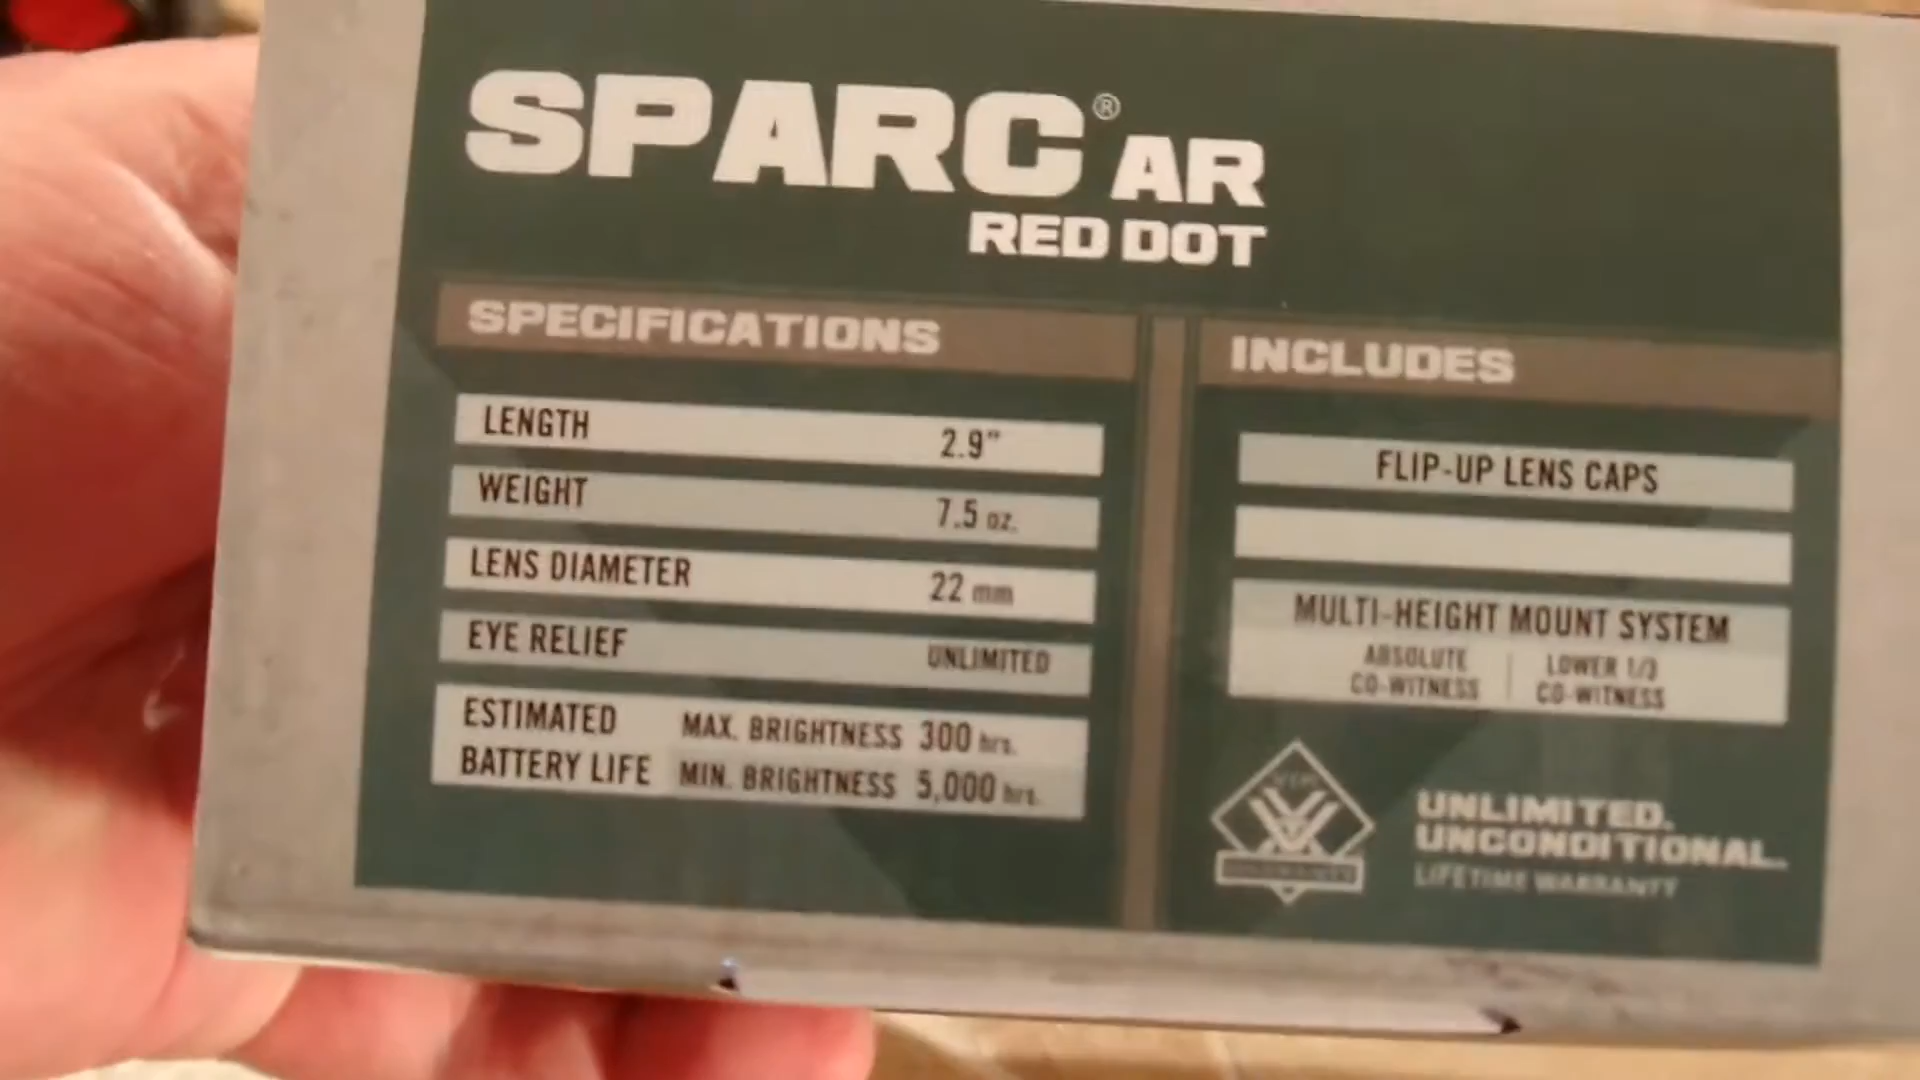 SPARC® AR
RED DOT
SPECIFICATIONS
LENGTH 2.9"
WEIGHT 7.5 oz.
LENS DIAMETER 22 mm
EYE RELIEF UNLIMITED
ESTIMATED BATTERY LIFE
MAX. BRIGHTNESS 300 hrs.
MIN. BRIGHTNESS 5,000 hrs.
INCLUDES
FLIP-UP LENS CAPS
MULTI-HEIGHT MOUNT SYSTEM
ABSOLUTE CO-WITNESS
LOWER 1/3 CO-WITNESS
VIP
WARRANTY
UNLIMITED.
UNCONDITIONAL.
LIFETIME WARRANTY